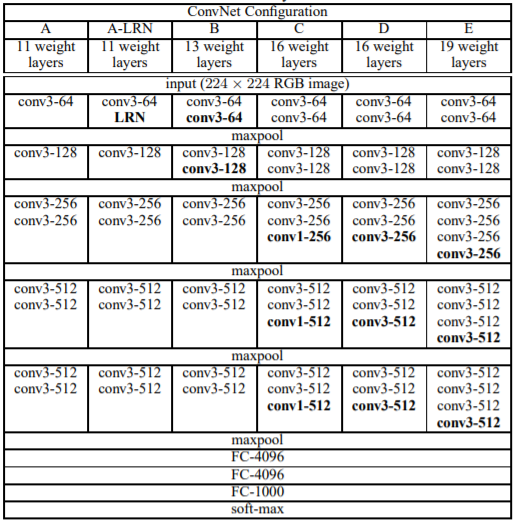 ConvNet Configuration
A A-LRN B C D E
11 weight 11 weight 13 weight 16 weight 16 weight 19 weight
layers layers layers layers layers layers
input (224 × 224 RGB image)
conv3-64 conv3-64 conv3-64 conv3-64 conv3-64 conv3-64
LRN conv3-64 conv3-64 conv3-64 conv3-64
maxpool
conv3-128 conv3-128 conv3-128 conv3-128 conv3-128 conv3-128
conv3-128 conv3-128 conv3-128 conv3-128
maxpool
conv3-256 conv3-256 conv3-256 conv3-256 conv3-256 conv3-256
conv3-256 conv3-256 conv3-256 conv3-256 conv3-256 conv3-256
conv1-256 conv3-256 conv3-256
conv3-256
maxpool
conv3-512 conv3-512 conv3-512 conv3-512 conv3-512 conv3-512
conv3-512 conv3-512 conv3-512 conv3-512 conv3-512 conv3-512
conv1-512 conv3-512 conv3-512
conv3-512
maxpool
conv3-512 conv3-512 conv3-512 conv3-512 conv3-512 conv3-512
conv3-512 conv3-512 conv3-512 conv3-512 conv3-512 conv3-512
conv1-512 conv3-512 conv3-512
conv3-512
maxpool
FC-4096
FC-4096
FC-1000
soft-max